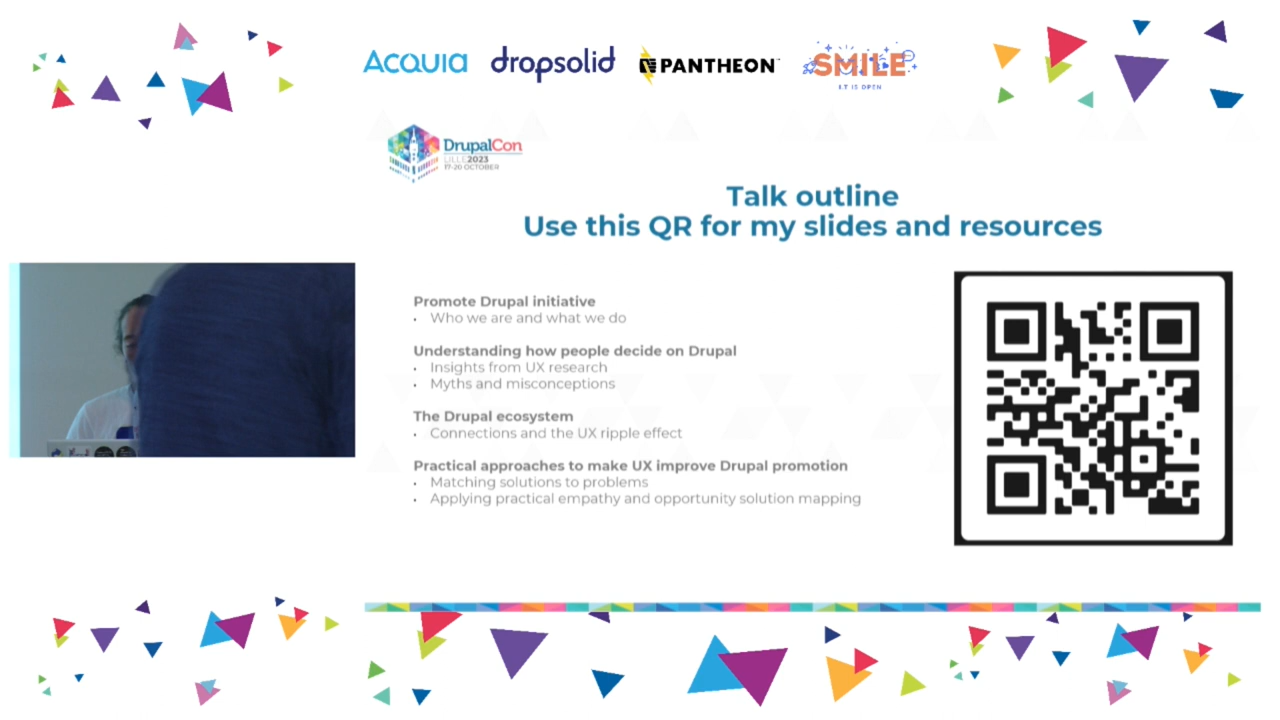 ACQUIA dropsolid PANTHEON SMILE
I.T IS OPEN
DrupalCon
LILLE2023
17-20 OCTOBER
Talk outline
Use this QR for my slides and resources
Promote Drupal initiative
• Who we are and what we do
Understanding how people decide on Drupal
• Insights from UX research
• Myths and misconceptions
The Drupal ecosystem
• Connections and the UX ripple effect
Practical approaches to make UX improve Drupal promotion
• Matching solutions to problems
• Applying practical empathy and opportunity solution mapping